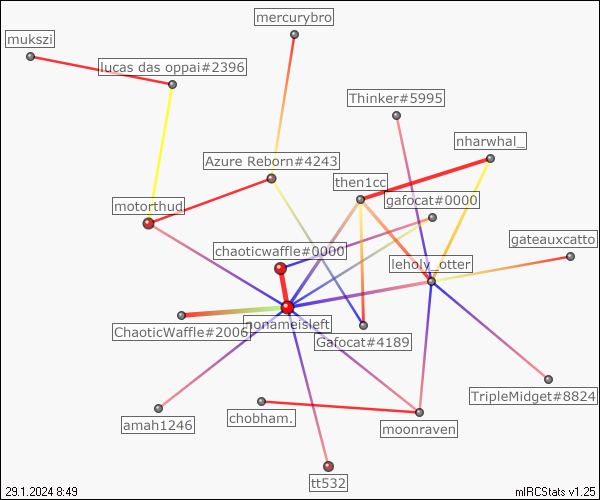 mercurybro
mukszi
lucas das oppai#2396
Thinker#5995
nharwhal_
Azure Reborn#4243
then1cc
gafocat#0000
motorthud
gateauxcatto
chaoticwaffle#0000
leholy_otter
nonameisleft
ChaoticWaffle#2006
Gafocat#4189
TripleMidget#8824
amah1246
chobham.
moonraven
tt532
29.1.2024 8:49
mIRCStats v1.25